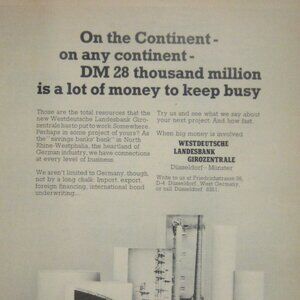 On the Continent -
on any continent -
DM 28 thousand million
is a lot of money to keep busy
Those are the total resources that the
new Westdeutsche Landesbank Giro-
zentrale has to put to work. Somewhere.
Perhaps in some project of yours? As
the "savings banks' bank" in North
Rhine-Westphalia, the heartland of
German industry, we have connections
at every level of business.
We aren't limited to Germany, though,
not by a long chalk. Import, export,
foreign financing, international bond
underwriting...
Try us and see what we say about
your next project. And how fast.
When big money is involved
WESTDEUTSCHE
LANDESBANK
GIROZENTRALE
Düsseldorf - Münster
Write to us at Friedrichstrasse 56,
D-4 Düsseldorf, West Germany,
or call Düsseldorf 8261